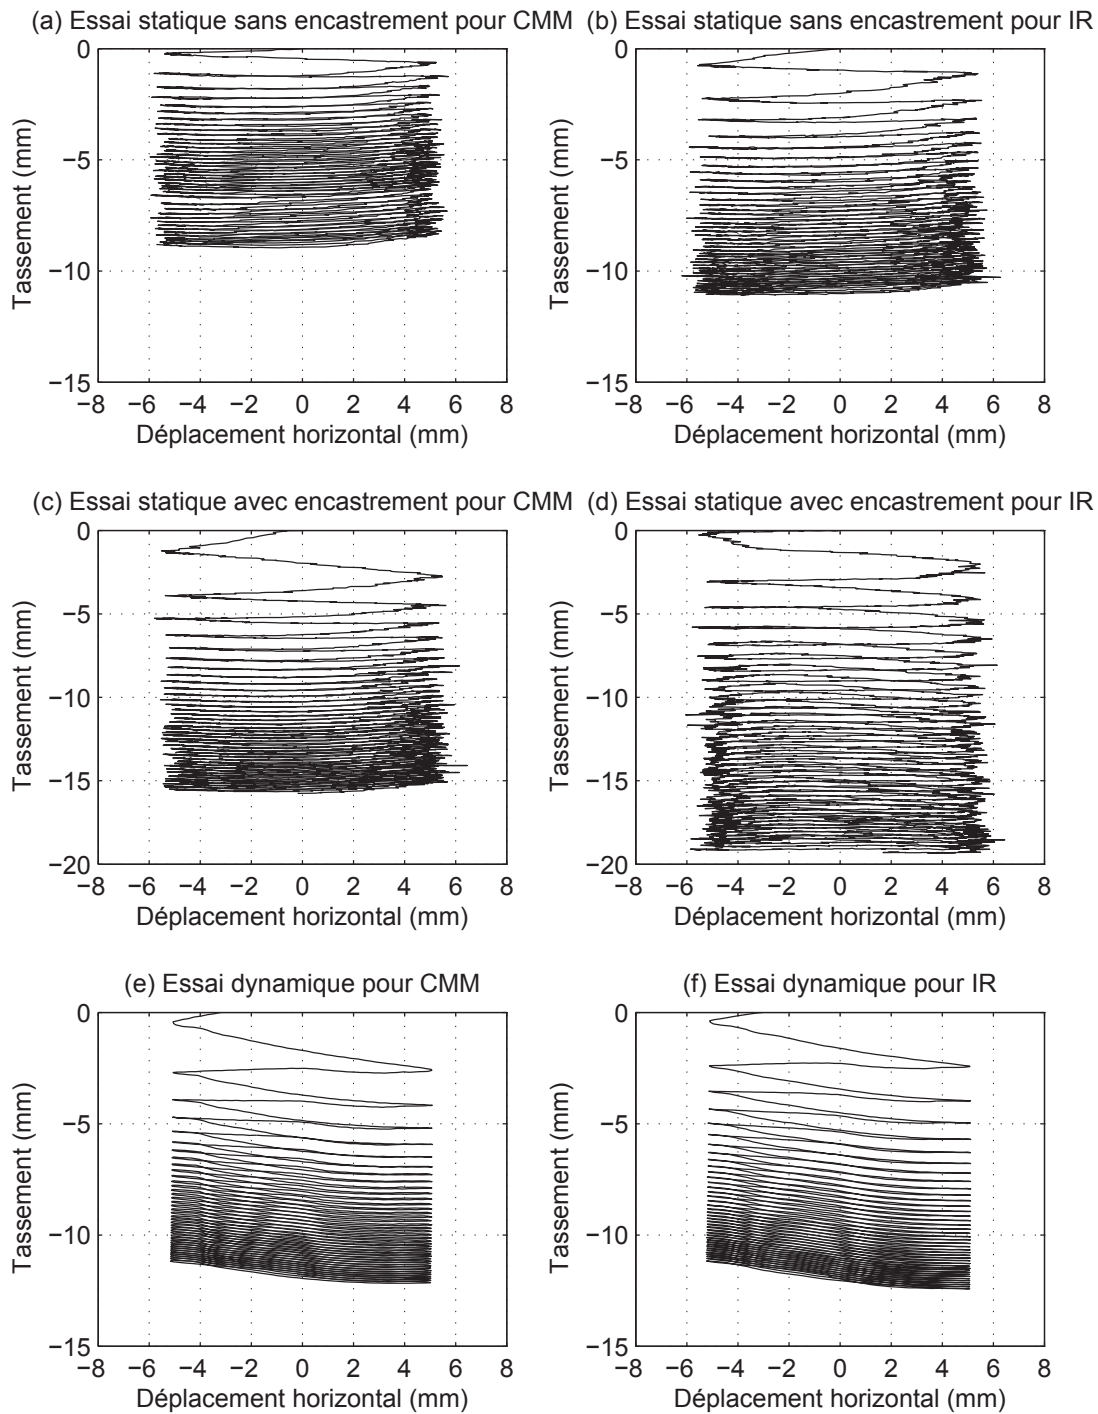 (a) Essai statique sans encastrement pour CMM
(b) Essai statique sans encastrement pour IR
0
−5
−10
−15
Tassement (mm)
−8 −6 −4 −2 0 2 4 6 8
Déplacement horizontal (mm)
0
−5
−10
−15
Tassement (mm)
−8 −6 −4 −2 0 2 4 6 8
Déplacement horizontal (mm)
(c) Essai statique avec encastrement pour CMM
(d) Essai statique avec encastrement pour IR
0
−5
−10
−15
−20
Tassement (mm)
−8 −6 −4 −2 0 2 4 6 8
Déplacement horizontal (mm)
0
−5
−10
−15
−20
Tassement (mm)
−8 −6 −4 −2 0 2 4 6 8
Déplacement horizontal (mm)
(e) Essai dynamique pour CMM
(f) Essai dynamique pour IR
0
−5
−10
−15
Tassement (mm)
−8 −6 −4 −2 0 2 4 6 8
Déplacement horizontal (mm)
0
−5
−10
−15
Tassement (mm)
−8 −6 −4 −2 0 2 4 6 8
Déplacement horizontal (mm)